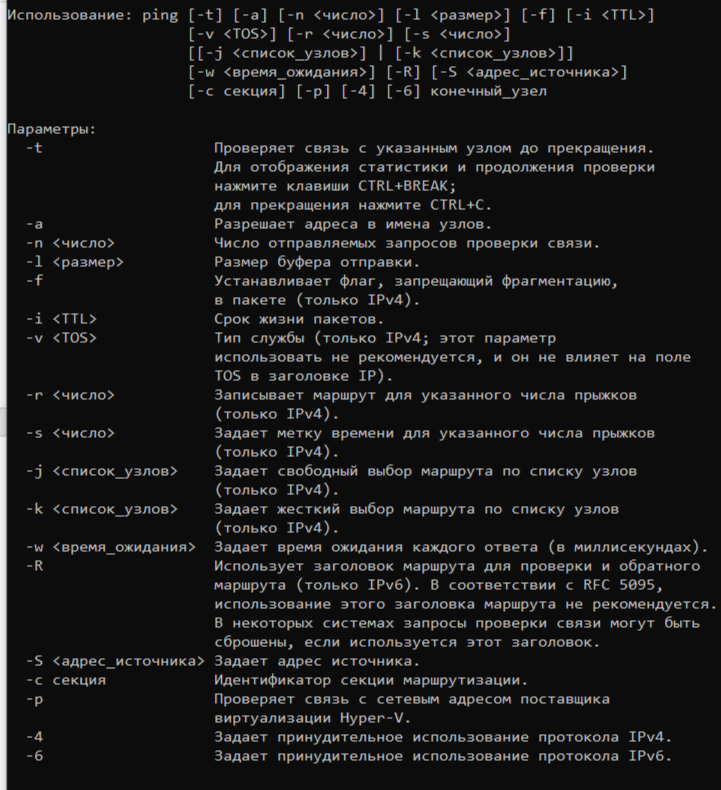 Использование: ping [-t] [-a] [-n <число>] [-l <размер>] [-f] [-i <TTL>]
[-v <TOS>] [-r <число>] [-s <число>]
[[-j <список_узлов>] | [-k <список_узлов>]]
[-w <время_ожидания>] [-R] [-S <адрес_источника>]
[-c секция] [-p] [-4] [-6] конечный_узел
Параметры:
-t Проверяет связь с указанным узлом до прекращения.
Для отображения статистики и продолжения проверки
нажмите клавиши CTRL+BREAK;
для прекращения нажмите CTRL+C.
-a Разрешает адреса в имена узлов.
-n <число> Число отправляемых запросов проверки связи.
-l <размер> Размер буфера отправки.
-f Устанавливает флаг, запрещающий фрагментацию,
в пакете (только IPv4).
-i <TTL> Срок жизни пакетов.
-v <TOS> Тип службы (только IPv4; этот параметр
использовать не рекомендуется, и он не влияет на поле
TOS в заголовке IP).
-r <число> Записывает маршрут для указанного числа прыжков
(только IPv4).
-s <число> Задает метку времени для указанного числа прыжков
(только IPv4).
-j <список_узлов> Задает свободный выбор маршрута по списку узлов
(только IPv4).
-k <список_узлов> Задает жесткий выбор маршрута по списку узлов
(только IPv4).
-w <время_ожидания> Задает время ожидания каждого ответа (в миллисекундах).
-R Использует заголовок маршрута для проверки и обратного
маршрута (только IPv6). В соответствии с RFC 5095,
использование этого заголовка маршрута не рекомендуется.
В некоторых системах запросы проверки связи могут быть
сброшены, если используется этот заголовок.
-S <адрес_источника> Задает адрес источника.
-c секция Идентификатор секции маршрутизации.
-p Проверяет связь с сетевым адресом поставщика
виртуализации Hyper-V.
-4 Задает принудительное использование протокола IPv4.
-6 Задает принудительное использование протокола IPv6.